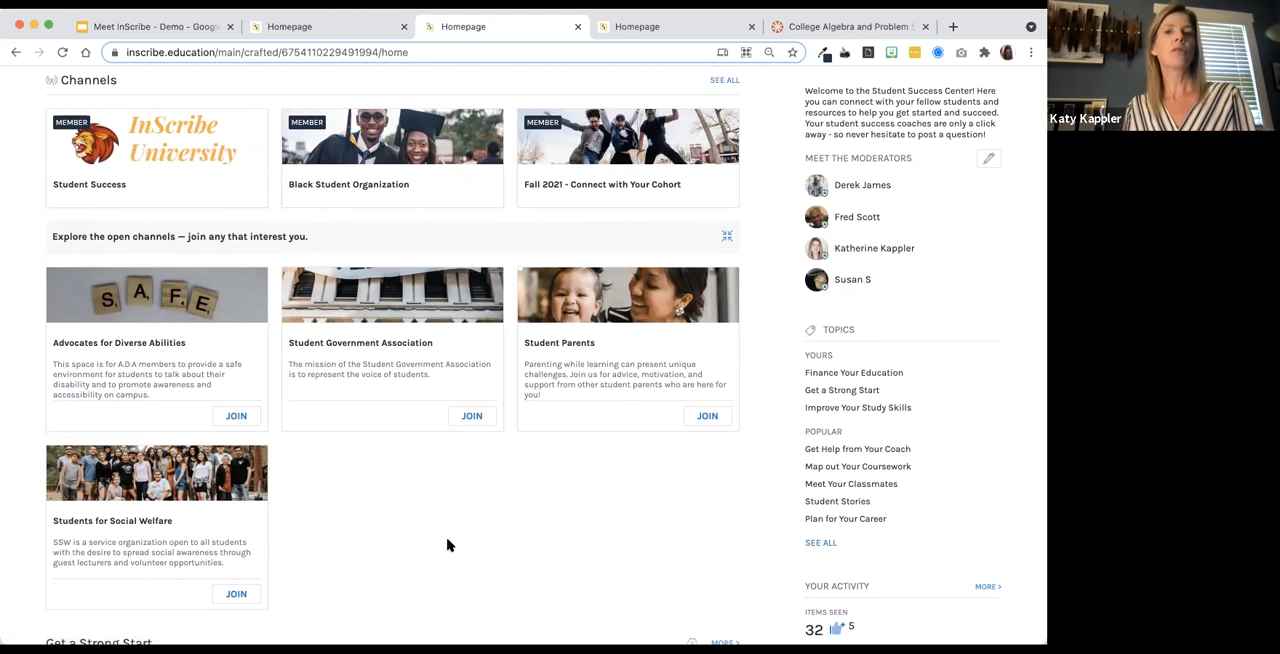 Meet InScribe - Demo - Googl
Homepage
Homepage
Homepage
College Algebra and Problem
inscribe.education/main/crafted/6754110229491994/home
Channels
SEE ALL
MEMBER
InScribe
University
Student Success
MEMBER
Black Student Organization
MEMBER
Fall 2021 - Connect with Your Cohort
Explore the open channels — join any that interest you.
S A F E
Advocates for Diverse Abilities
This space is for A.D.A members to provide a safe
environment for students to talk about their
disability and to promote awareness and
accessibility on campus.
JOIN
Student Government Association
The mission of the Student Government Association
is to represent the voice of students.
JOIN
Student Parents
Parenting while learning can present unique
challenges. Join us for advice, motivation, and
support from other student parents who are here for
you!
JOIN
Students for Social Welfare
SSW is a service organization open to all students
with the desire to spread social awareness through
guest lecturers and volunteer opportunities.
JOIN
Get a Strong Start
MORE >
Welcome to the Student Success Center! Here
you can connect with your fellow students and
resources to help you get started and succeed.
Your student success coaches are only a click
away - so never hesitate to post a question!
MEET THE MODERATORS
Derek James
Fred Scott
Katherine Kappler
Susan S
TOPICS
YOURS
Finance Your Education
Get a Strong Start
Improve Your Study Skills
POPULAR
Get Help from Your Coach
Map out Your Coursework
Meet Your Classmates
Student Stories
Plan for Your Career
SEE ALL
YOUR ACTIVITY
MORE >
ITEMS SEEN
32 5
Katy Kappler